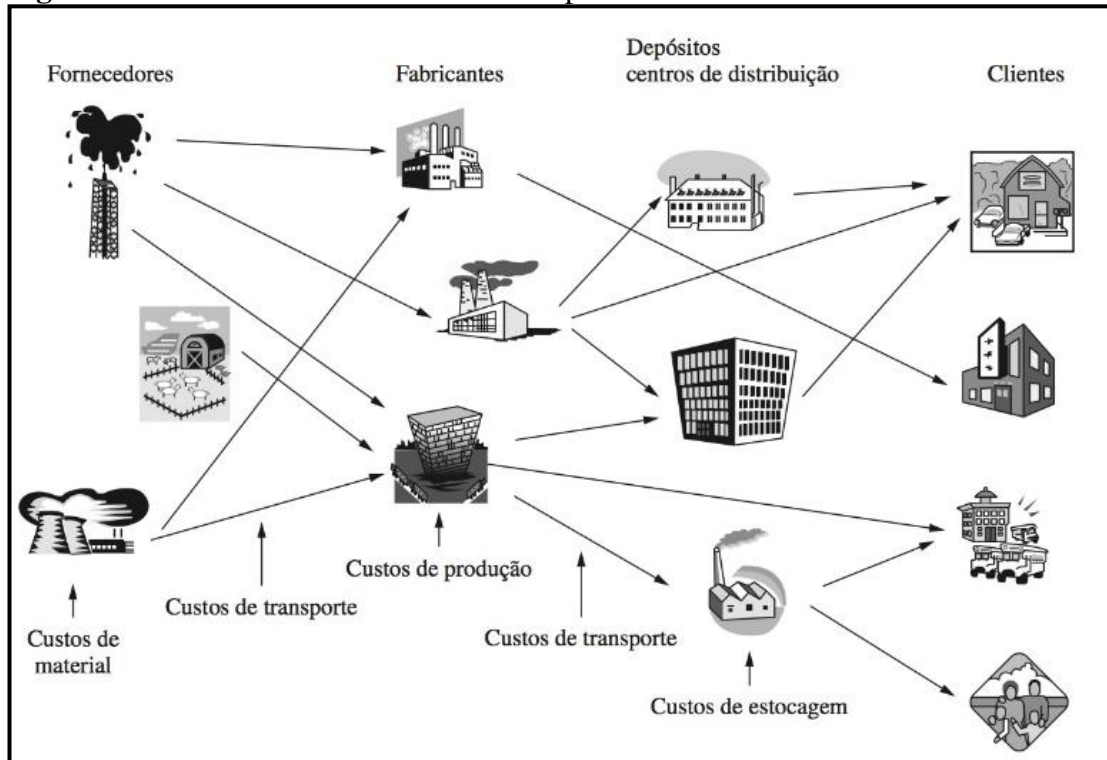 Fornecedores
Fabricantes
Depósitos
centros de distribuição
Clientes
Custos de produção
Custos de transporte
Custos de transporte
Custos de
material
Custos de estocagem